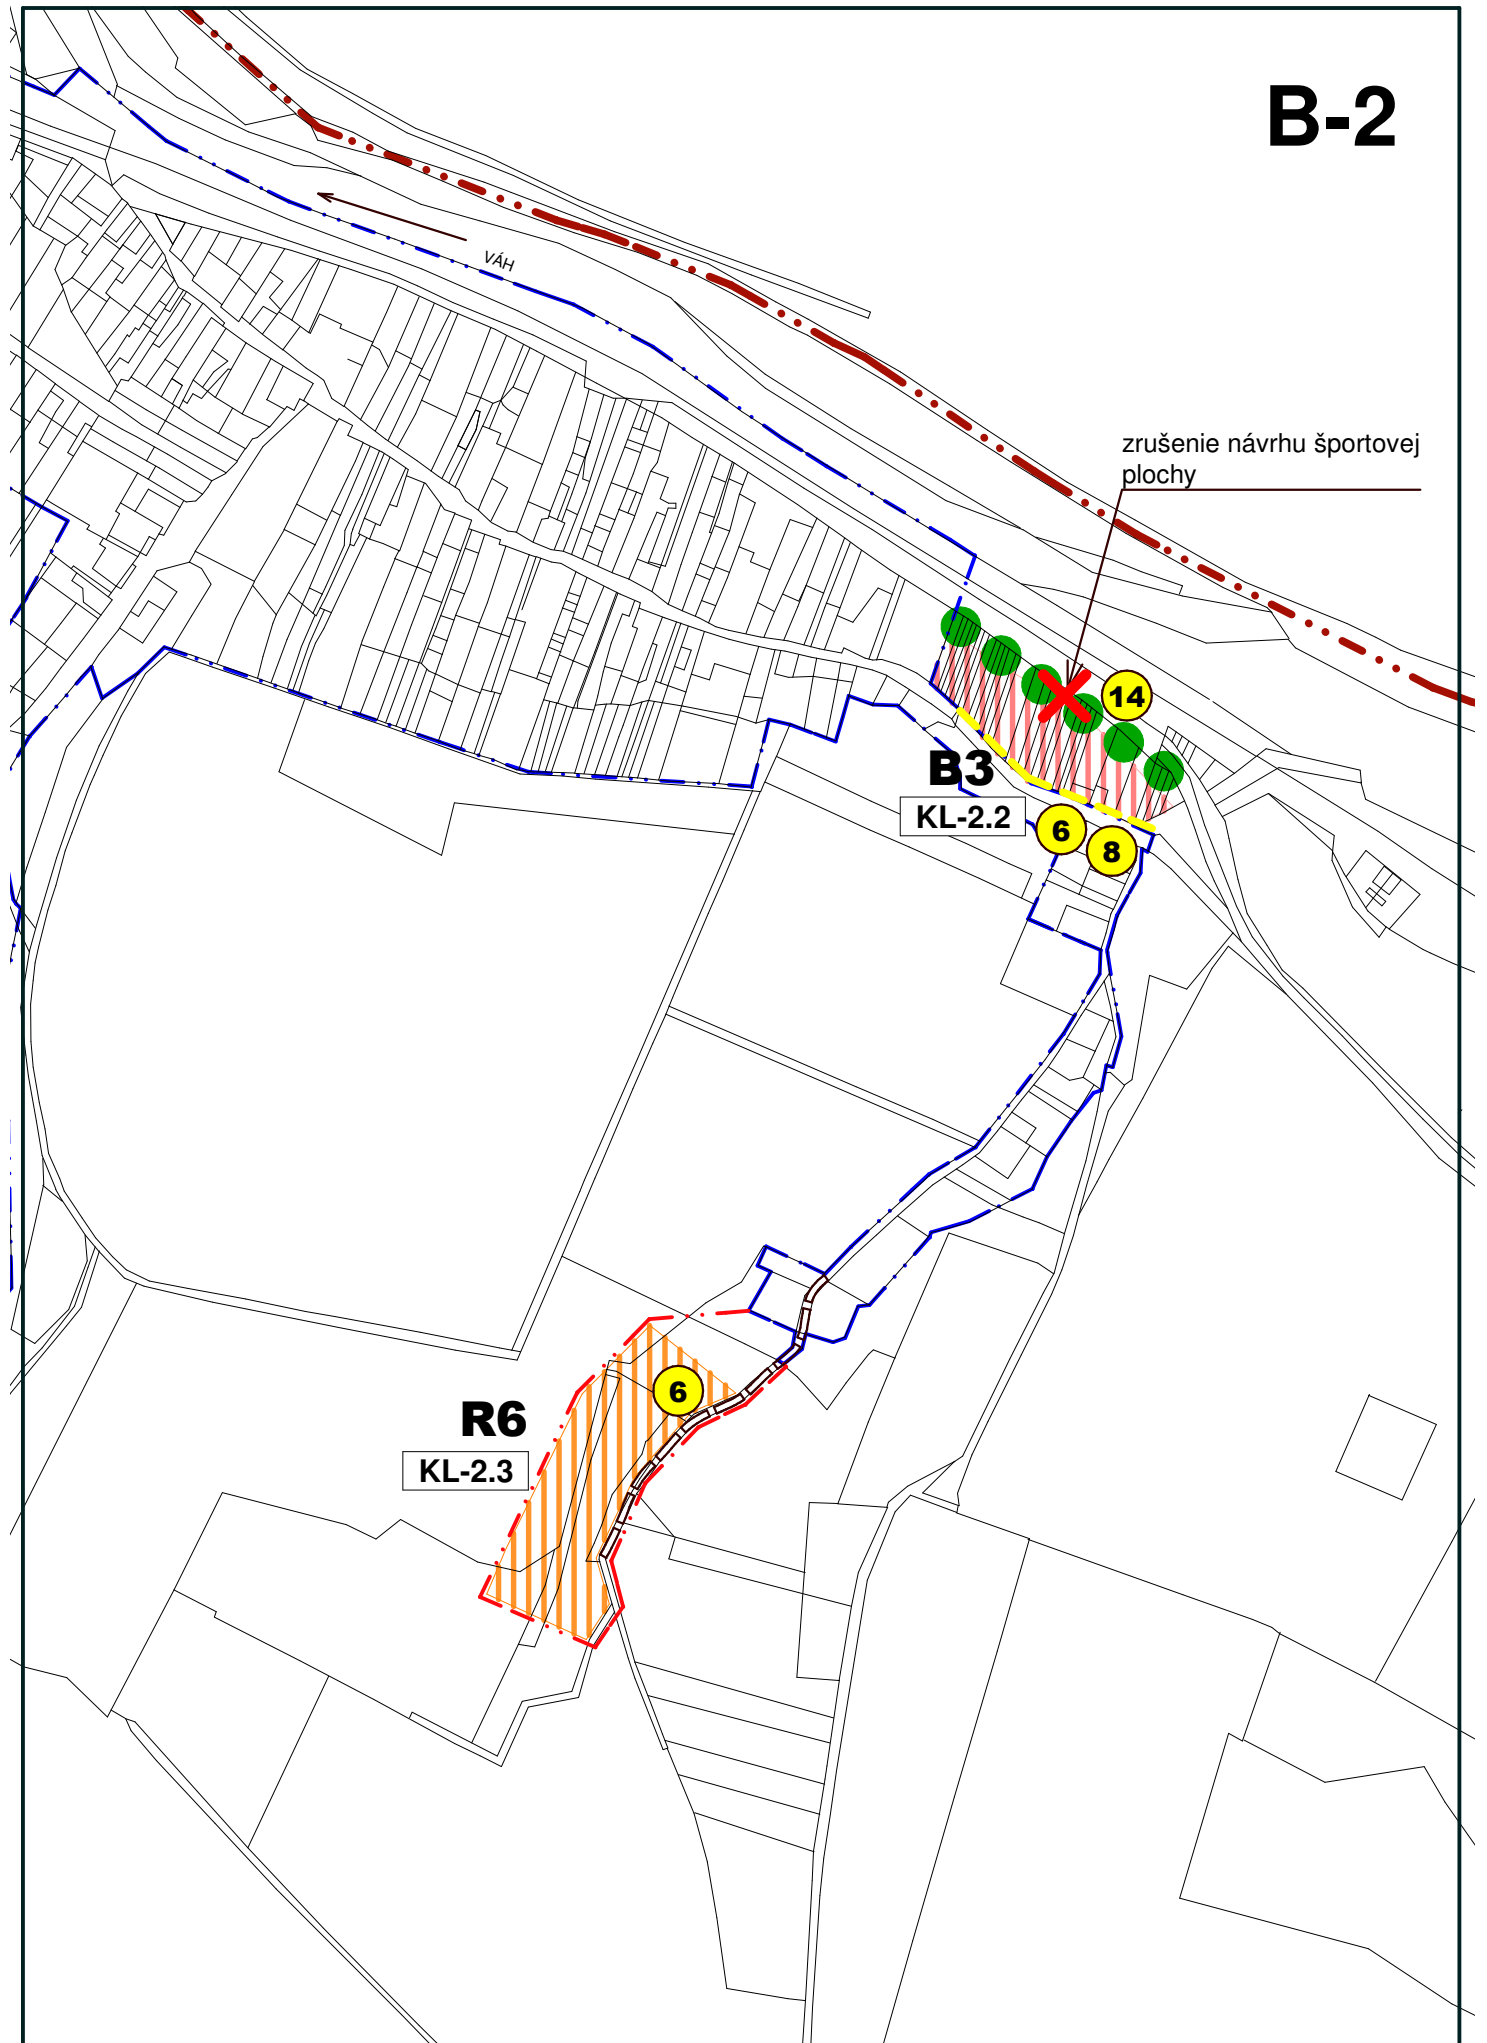 B-2
VÁH
zrušenie návrhu športovej
plochy
14
B3
KL-2.2
6
8
6
R6
KL-2.3